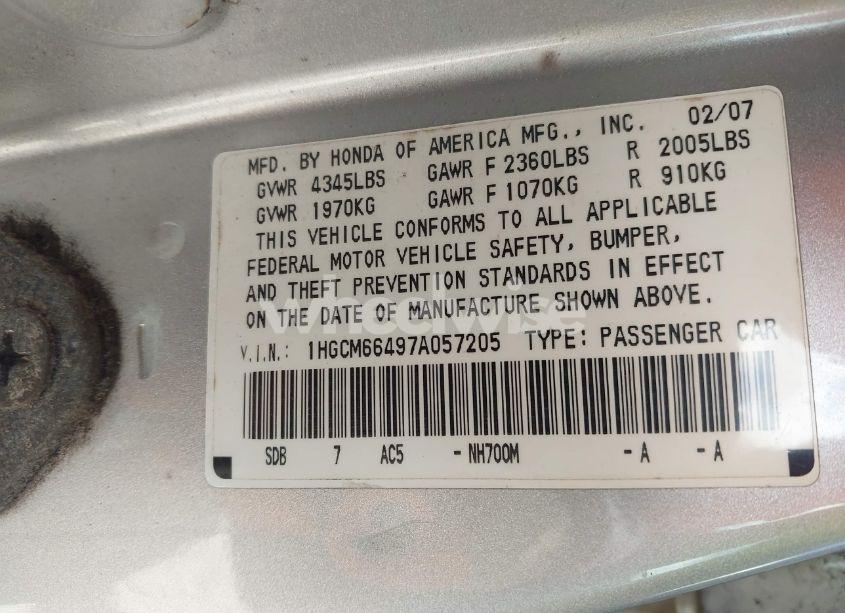 MFD. BY HONDA OF AMERICA MFG., INC. 02/07
GVWR 4345LBS GAWR F 2360LBS R 2005LBS
GVWR 1970KG GAWR F 1070KG R 910KG
THIS VEHICLE CONFORMS TO ALL APPLICABLE
FEDERAL MOTOR VEHICLE SAFETY, BUMPER,
AND THEFT PREVENTION STANDARDS IN EFFECT
ON THE DATE OF MANUFACTURE SHOWN ABOVE.
wheelwise
V.I.N.: 1HGCM66497A057205 TYPE: PASSENGER CAR
SDB 7 AC5 -NH700M -A -A